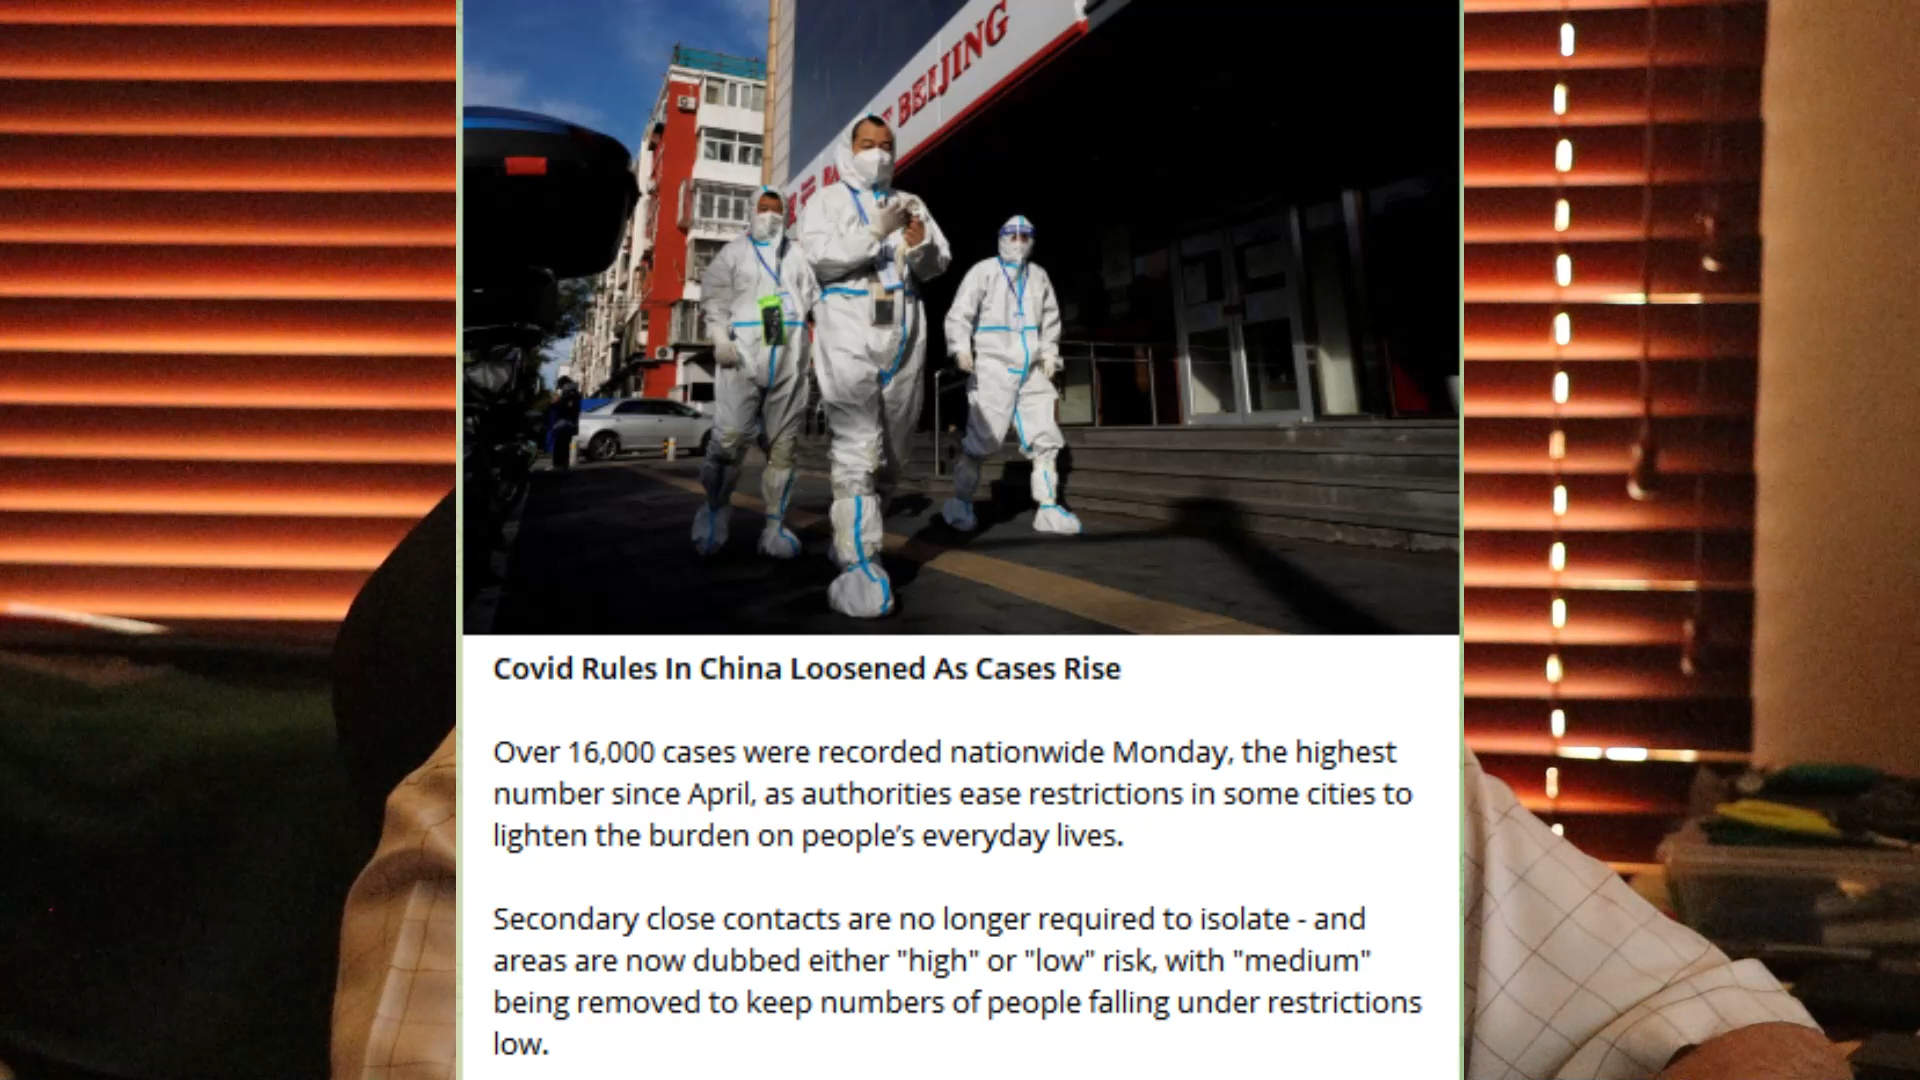 BEIJING
Covid Rules In China Loosened As Cases Rise
Over 16,000 cases were recorded nationwide Monday, the highest
number since April, as authorities ease restrictions in some cities to
lighten the burden on people’s everyday lives.
Secondary close contacts are no longer required to isolate - and
areas are now dubbed either "high" or "low" risk, with "medium"
being removed to keep numbers of people falling under restrictions
low.